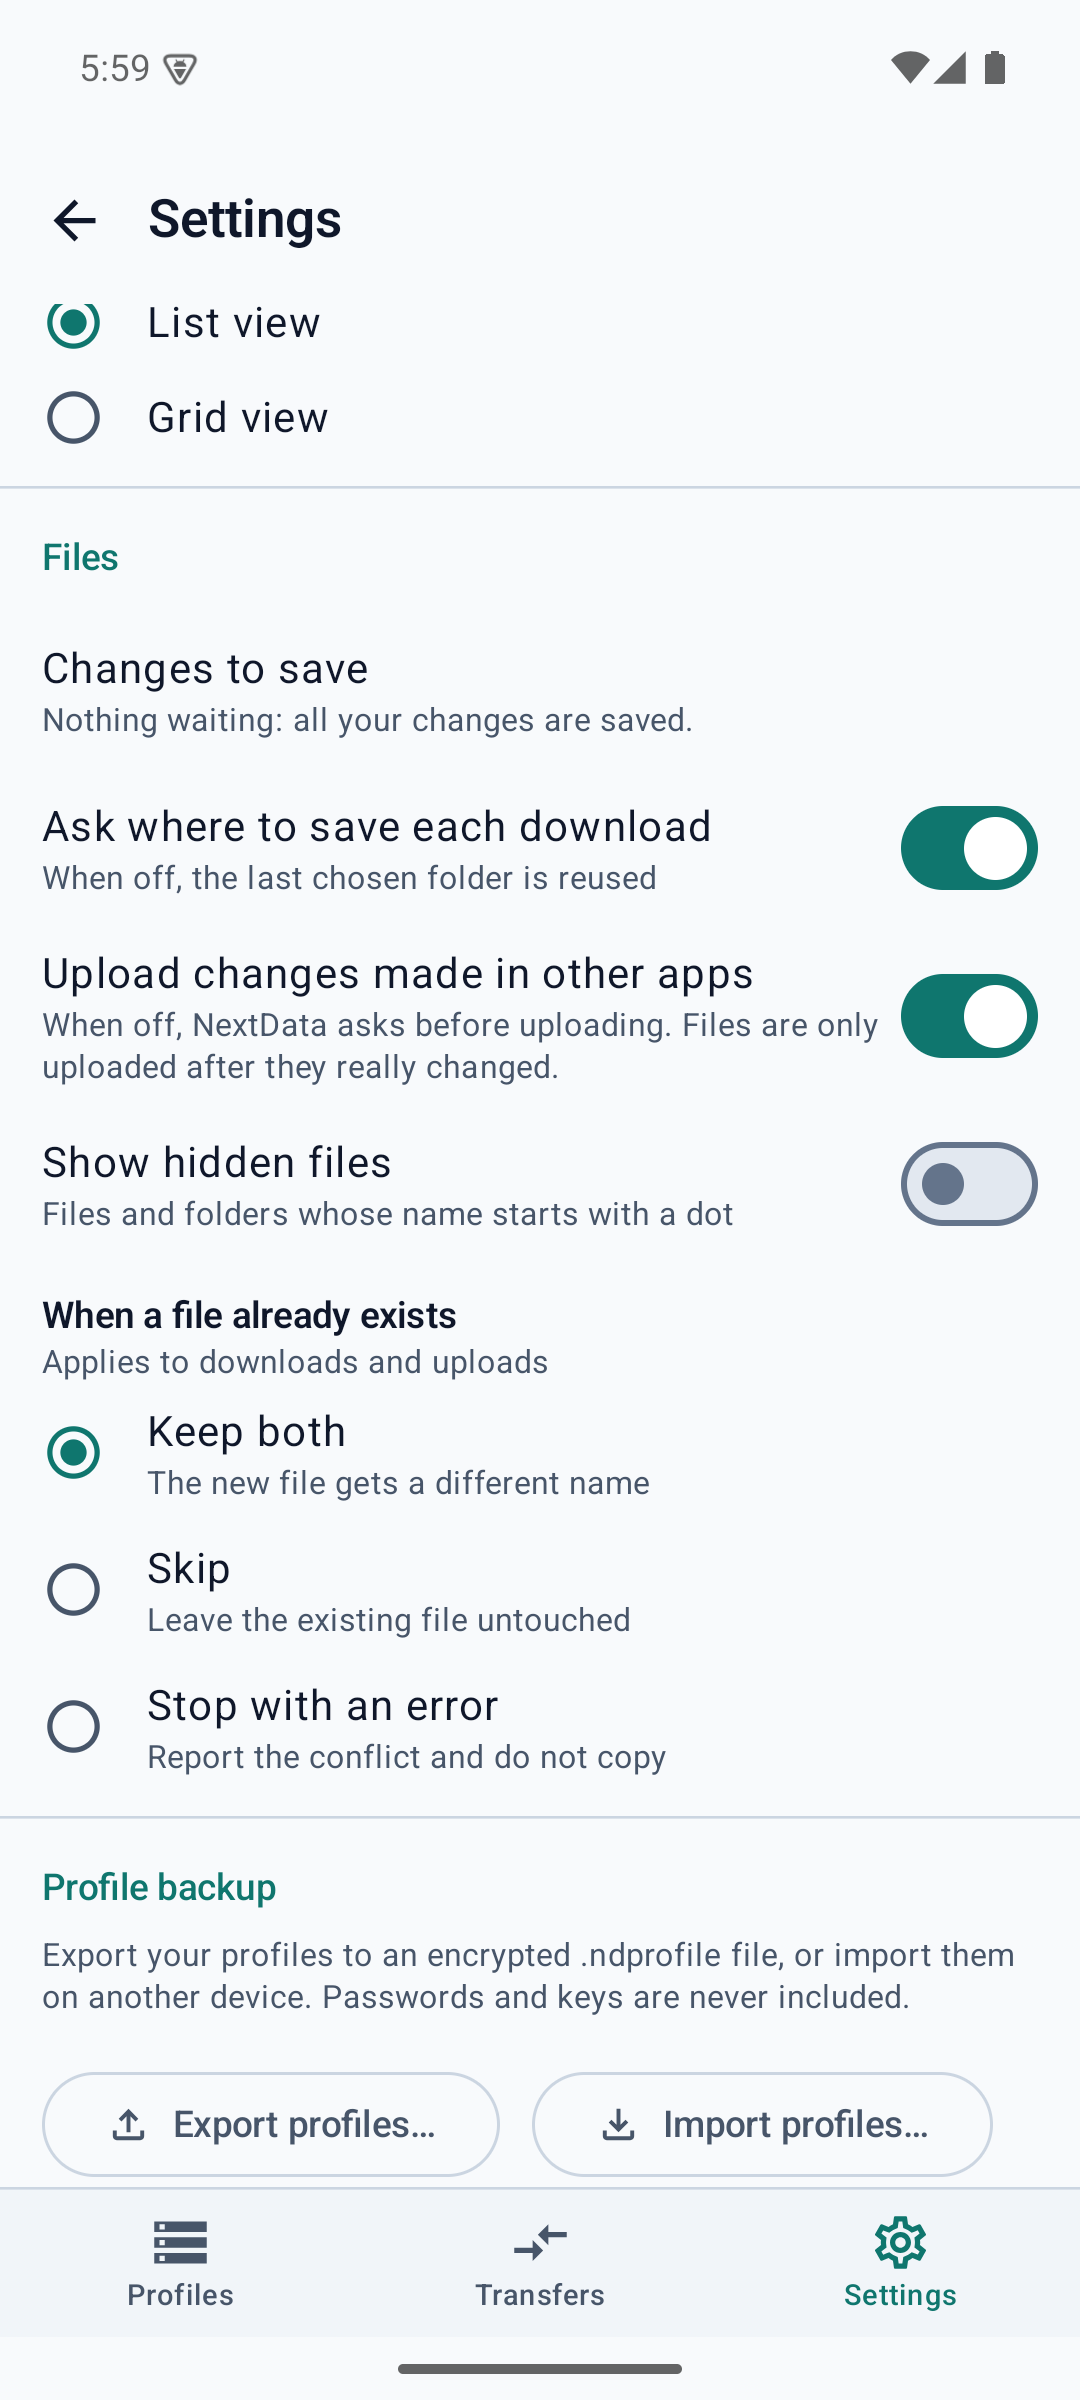 5:59
Settings
List view
Grid view
Files
Changes to save
Nothing waiting: all your changes are saved.
Ask where to save each download
When off, the last chosen folder is reused
Upload changes made in other apps
When off, NextData asks before uploading. Files are only
uploaded after they really changed.
Show hidden files
Files and folders whose name starts with a dot
When a file already exists
Applies to downloads and uploads
Keep both
The new file gets a different name
Skip
Leave the existing file untouched
Stop with an error
Report the conflict and do not copy
Profile backup
Export your profiles to an encrypted .ndprofile file, or import them
on another device. Passwords and keys are never included.
Export profiles… Import profiles…
Profiles Transfers Settings